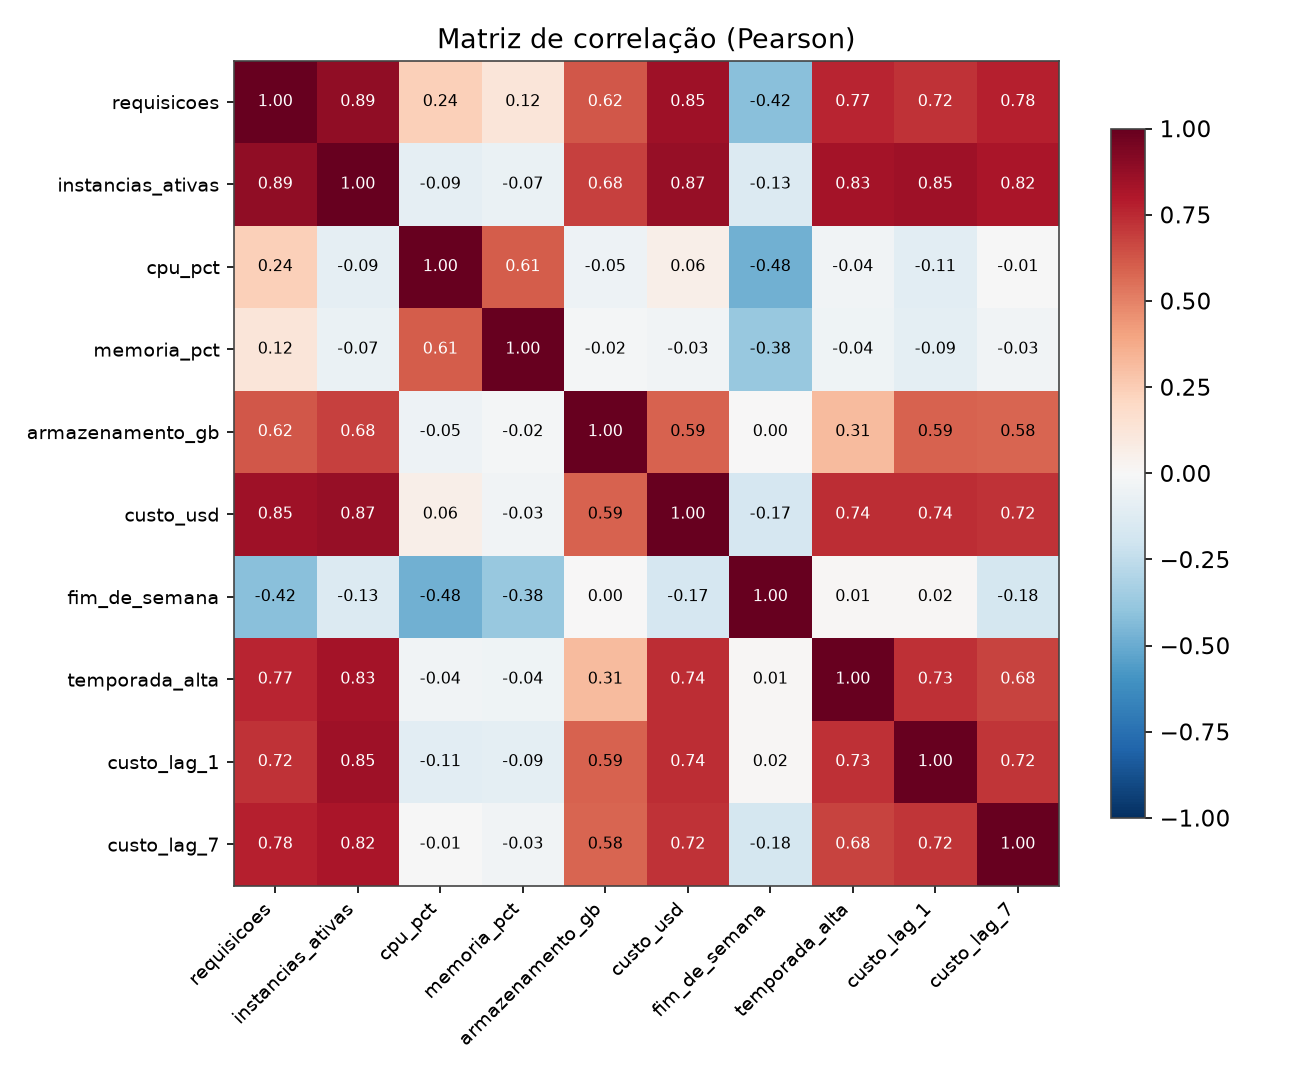 Matriz de correlação (Pearson)
requisicoes 1.00 0.89 0.24 0.12 0.62 0.85 -0.42 0.77 0.72 0.78
instancias_ativas 0.89 1.00 -0.09 -0.07 0.68 0.87 -0.13 0.83 0.85 0.82
cpu_pct 0.24 -0.09 1.00 0.61 -0.05 0.06 -0.48 -0.04 -0.11 -0.01
memoria_pct 0.12 -0.07 0.61 1.00 -0.02 -0.03 -0.38 -0.04 -0.09 -0.03
armazenamento_gb 0.62 0.68 -0.05 -0.02 1.00 0.59 0.00 0.31 0.59 0.58
custo_usd 0.85 0.87 0.06 -0.03 0.59 1.00 -0.17 0.74 0.74 0.72
fim_de_semana -0.42 -0.13 -0.48 -0.38 0.00 -0.17 1.00 0.01 0.02 -0.18
temporada_alta 0.77 0.83 -0.04 -0.04 0.31 0.74 0.01 1.00 0.73 0.68
custo_lag_1 0.72 0.85 -0.11 -0.09 0.59 0.74 0.02 0.73 1.00 0.72
custo_lag_7 0.78 0.82 -0.01 -0.03 0.58 0.72 -0.18 0.68 0.72 1.00
requisicoes
instancias_ativas
cpu_pct
memoria_pct
armazenamento_gb
custo_usd
fim_de_semana
temporada_alta
custo_lag_1
custo_lag_7
1.00
0.75
0.50
0.25
0.00
−0.25
−0.50
−0.75
−1.00